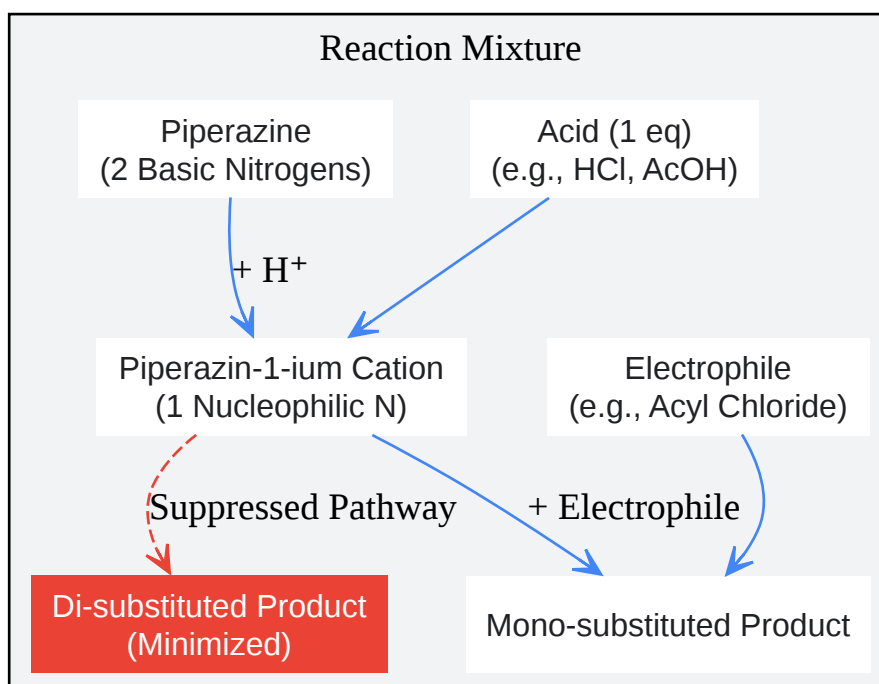 Reaction Mixture
Piperazine
(2 Basic Nitrogens)
Acid (1 eq)
(e.g., HCl, AcOH)
+ H⁺
Piperazin-1-ium Cation
(1 Nucleophilic N)
Electrophile
(e.g., Acyl Chloride)
Suppressed Pathway
+ Electrophile
Di-substituted Product
(Minimized)
Mono-substituted Product